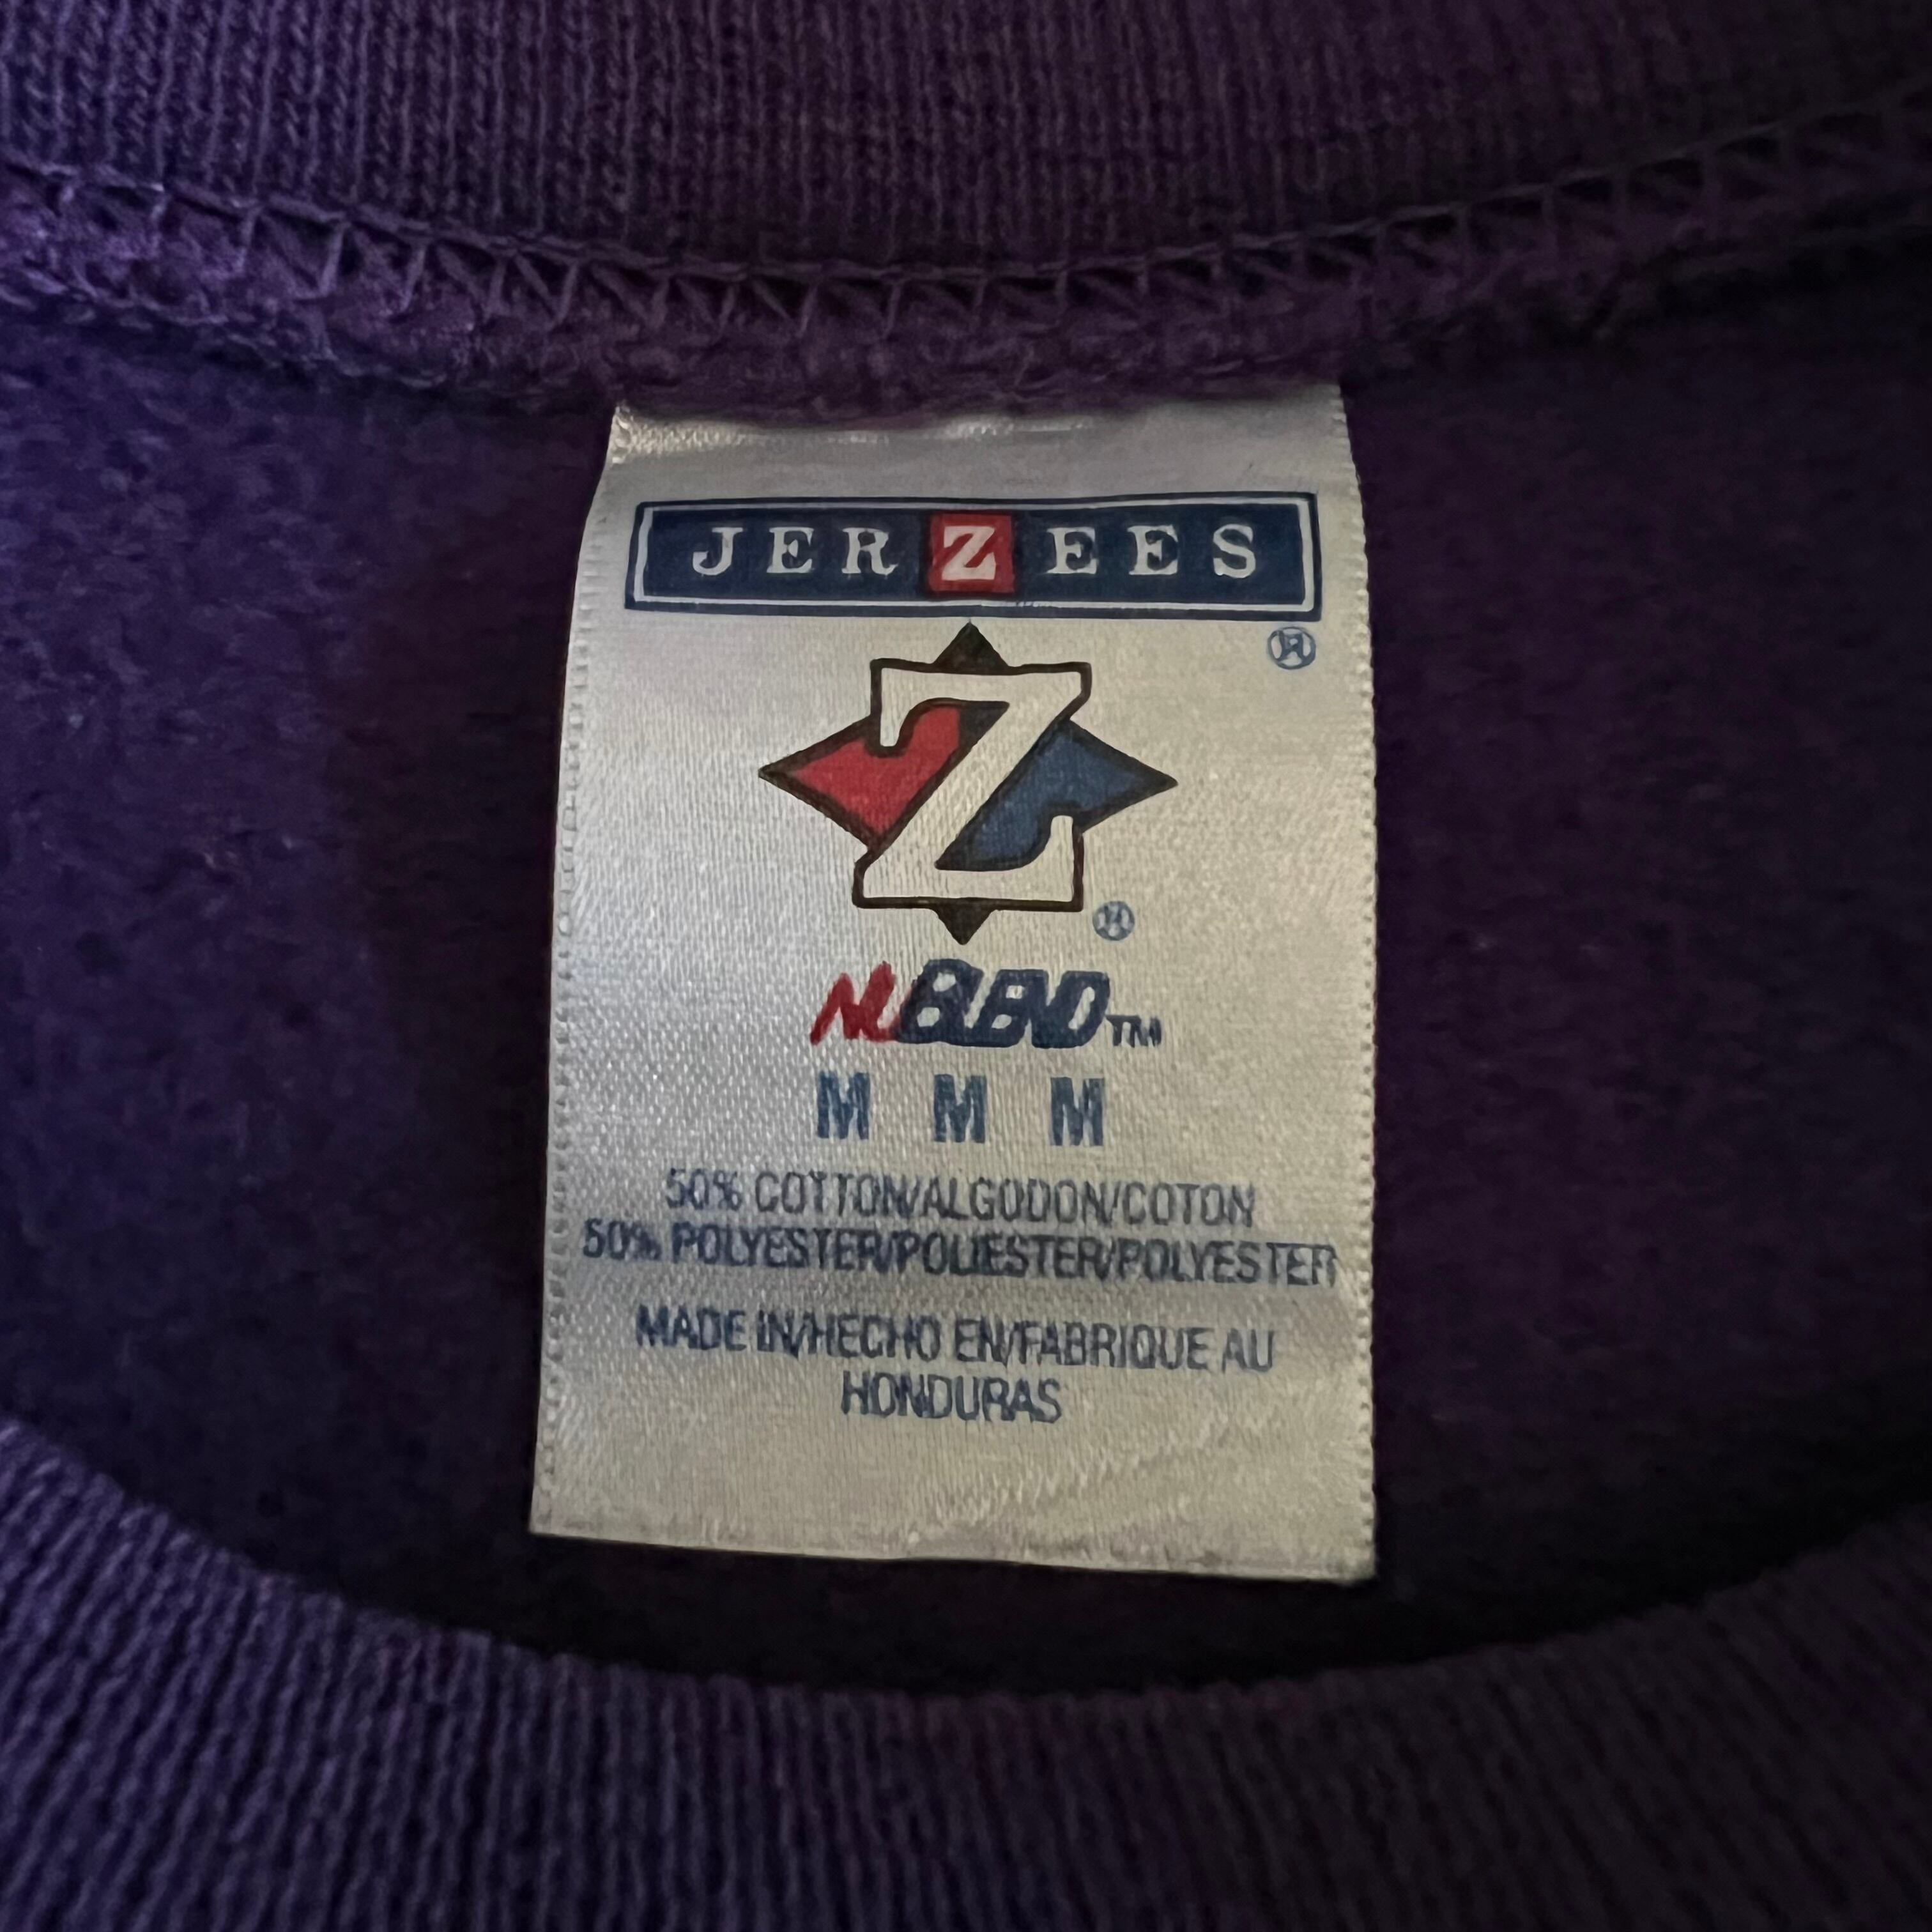 JERZEES
®
Z
®
NUBLEND™
M M M
50% COTTON/ALGODON/COTON
50% POLYESTER/POLIESTER/POLYESTER
MADE IN/HECHO EN/FABRIQUE AU
HONDURAS